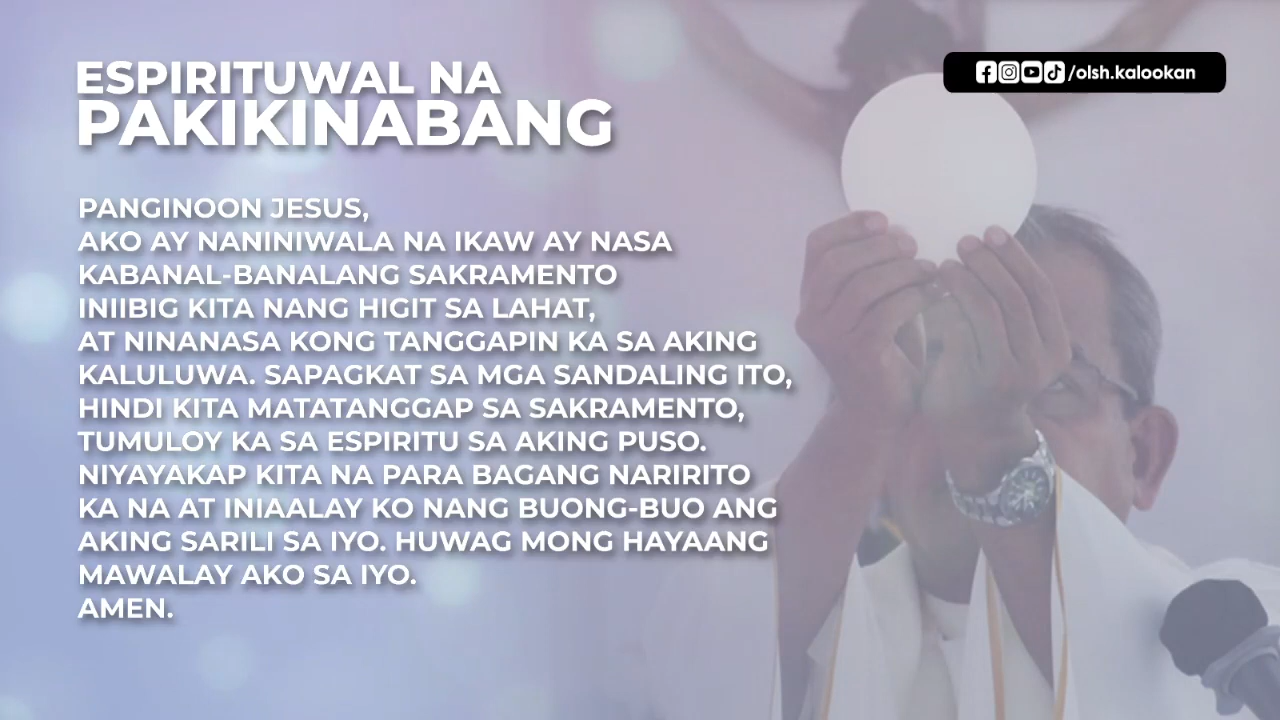 ESPIRITUWAL NA
PAKIKINABANG
/olsh.kalookan
PANGINOON JESUS,
AKO AY NANINIWALA NA IKAW AY NASA
KABANAL-BANALANG SAKRAMENTO
INIIBIG KITA NANG HIGIT SA LAHAT,
AT NINANASA KONG TANGGAPIN KA SA AKING
KALULUWA. SAPAGKAT SA MGA SANDALING ITO,
HINDI KITA MATATANGGAP SA SAKRAMENTO,
TUMULOY KA SA ESPIRITU SA AKING PUSO.
NIYAYAKAP KITA NA PARA BAGANG NARIRITO
KA NA AT INIAALAY KO NANG BUONG-BUO ANG
AKING SARILI SA IYO. HUWAG MONG HAYAANG
MAWALAY AKO SA IYO.
AMEN.